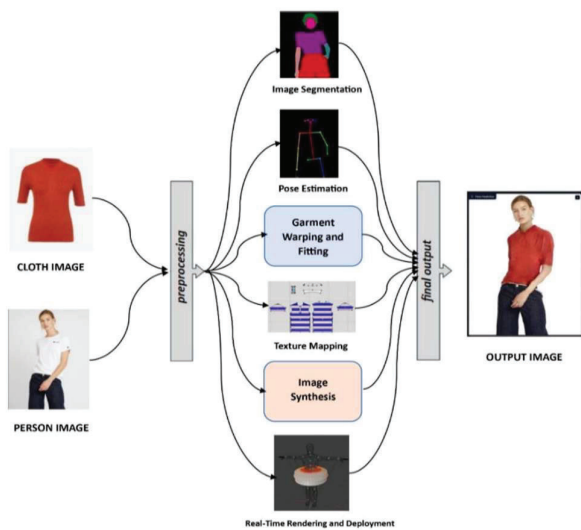 Image Segmentation
Pose Estimation
CLOTH IMAGE
preprocessing
Garment
Warping and
Fitting
final output
Texture Mapping
OUTPUT IMAGE
PERSON IMAGE
Image
Synthesis
Real-Time Rendering and Deployment